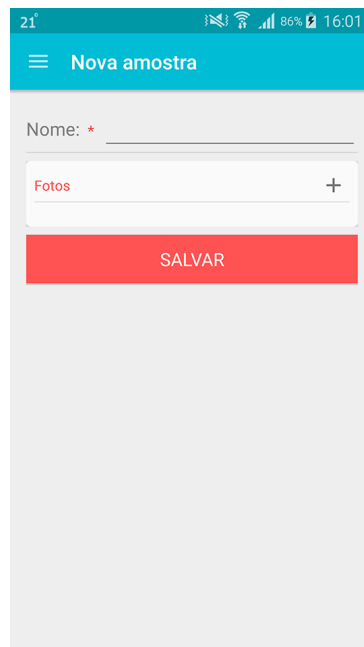 21° 86% 16:01
Nova amostra
Nome: *
Fotos +
SALVAR